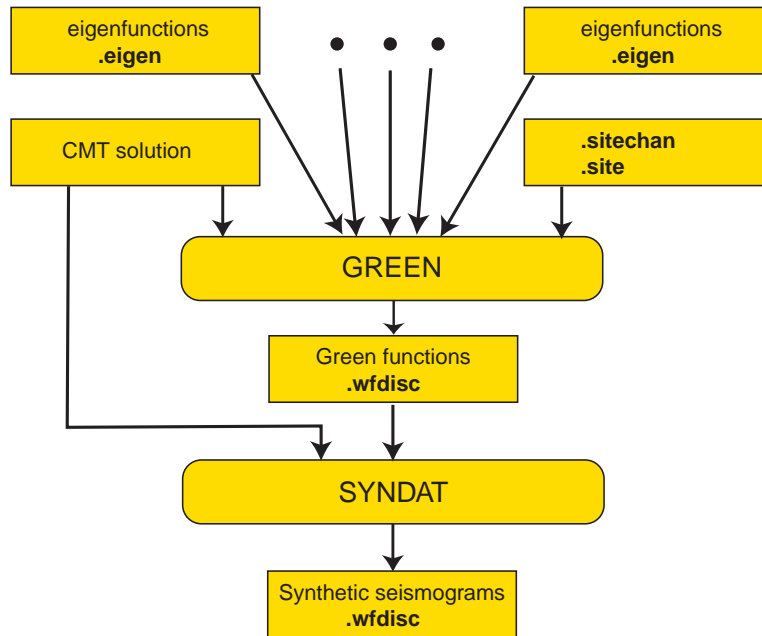 eigenfunctions
.eigen
eigenfunctions
.eigen
CMT solution
.sitechan
.site
GREEN
Green functions
.wfdisc
SYNDAT
Synthetic seismograms
.wfdisc